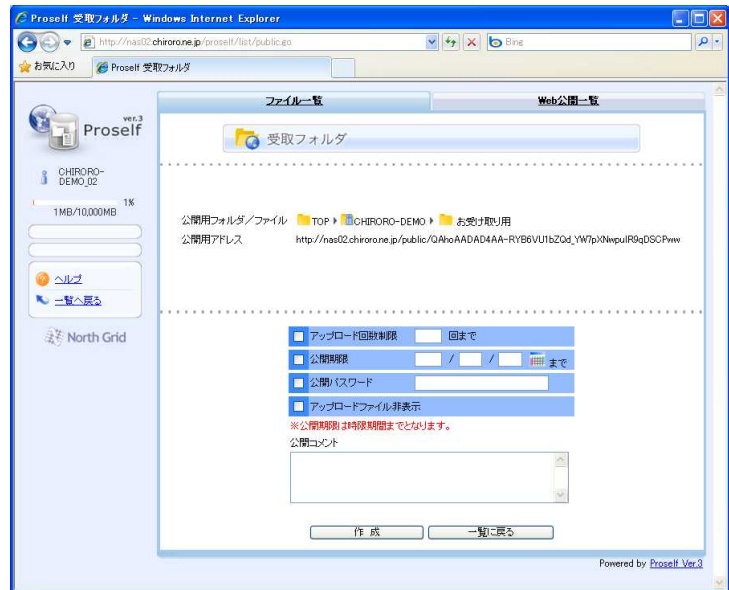 Proself 受取フォルダ - Windows Internet Explorer
http://nas02.chiroro.ne.jp/proself/list/public.go
Bing
お気に入り
Proself 受取フォルダ
ファイル一覧
Web公開一覧
ver.3
Proself
受取フォルダ
CHIRORO-
DEMO_02
1%
1MB/10,000MB
公開用フォルダ/ファイル TOP CHIRORO-DEMO お受け取り用
公開用アドレス http://nas02.chiroro.ne.jp/public/QAhoAADAD4AA-RYB6VU1bZQd_YW7pXNwpuIR9qDSCPww
ヘルプ
一覧へ戻る
North Grid
アップロード回数制限 回まで
公開期限 / / まで
公開パスワード
アップロードファイル非表示
※公開期限は時限期間までとなります。
公開コメント
作 成
一覧に戻る
Powered by Proself Ver.3